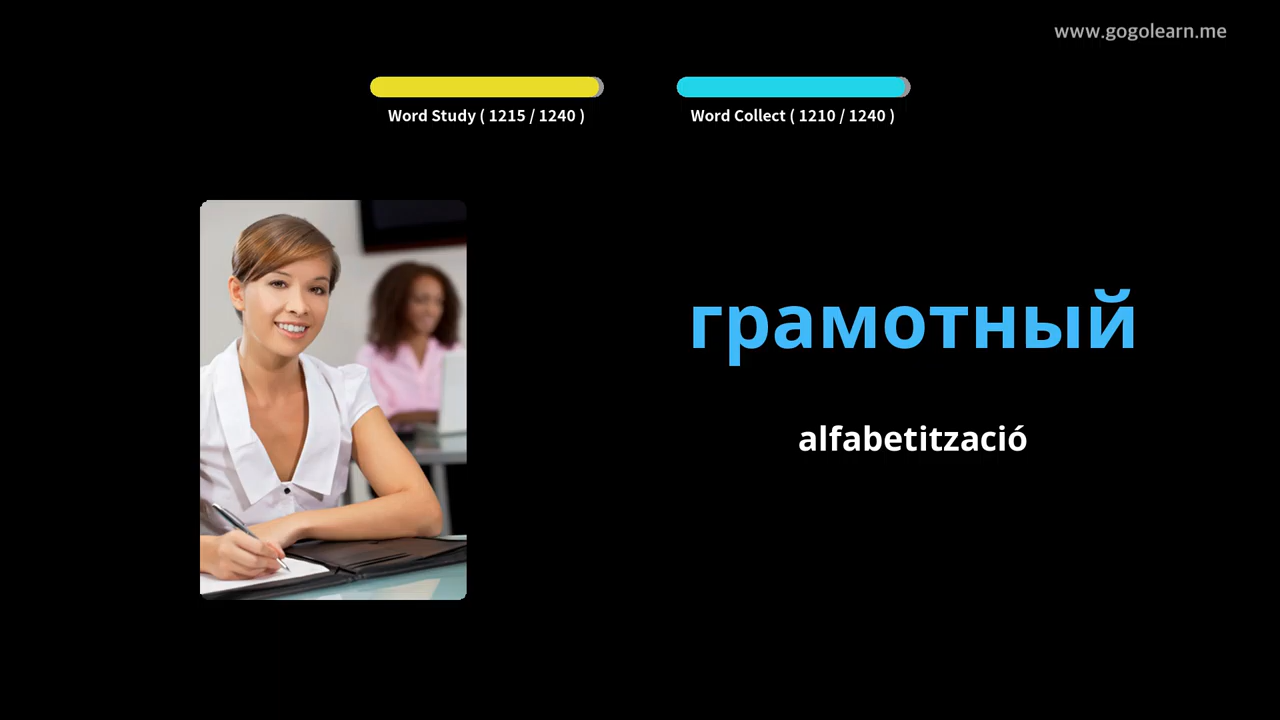 www.gogolearn.me
Word Study ( 1215 / 1240 )
Word Collect ( 1210 / 1240 )
грамотный
alfabetització